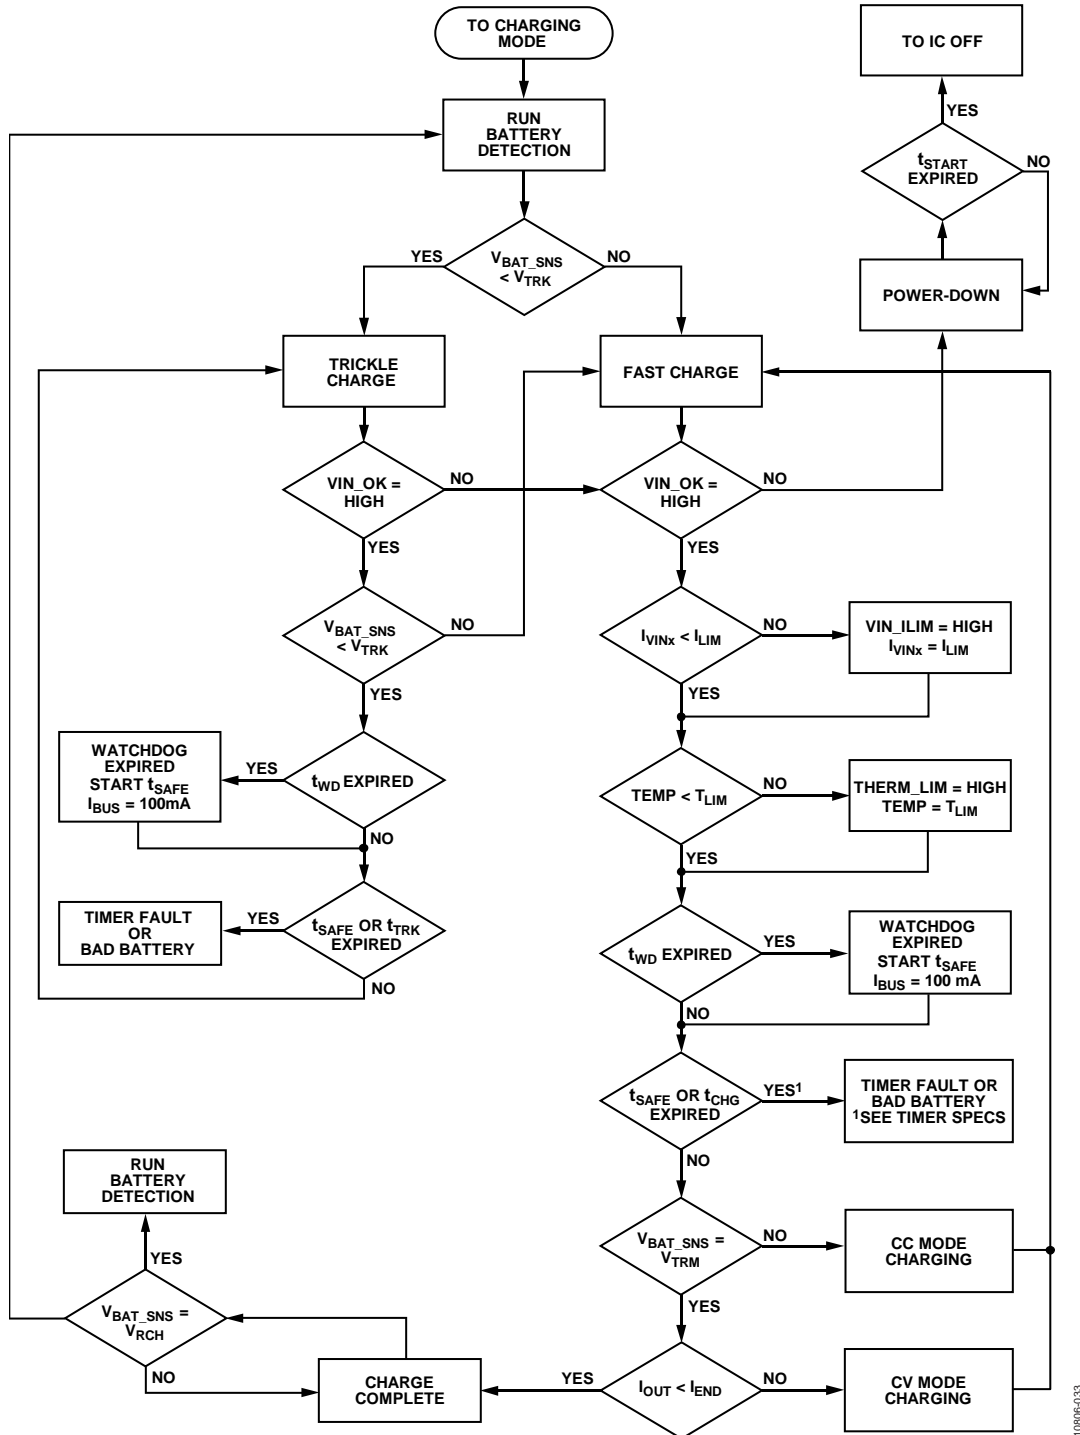 TO CHARGING
MODE
TO IC OFF
YES
RUN
BATTERY
DETECTION
tSTART
EXPIRED
NO
YES
VBAT_SNS
< VTRK
NO
POWER-DOWN
TRICKLE
CHARGE
FAST CHARGE
VIN_OK =
HIGH
NO
VIN_OK =
HIGH
NO
YES
YES
VBAT_SNS
< VTRK
NO
IVINx < ILIM
NO
VIN_ILIM = HIGH
IVINx = ILIM
YES
YES
WATCHDOG
EXPIRED
START tSAFE
IBUS = 100mA
YES
tWD EXPIRED
NO
TEMP < TLIM
NO
THERM_LIM = HIGH
TEMP = TLIM
YES
TIMER FAULT
OR
BAD BATTERY
YES
tSAFE OR tTRK
EXPIRED
NO
tWD EXPIRED
YES
WATCHDOG
EXPIRED
START tSAFE
IBUS = 100 mA
NO
tSAFE OR tCHG
EXPIRED
YES1
TIMER FAULT OR
BAD BATTERY
1SEE TIMER SPECS
NO
RUN
BATTERY
DETECTION
YES
VBAT_SNS =
VTRM
NO
CC MODE
CHARGING
YES
VBAT_SNS =
VRCH
NO
CHARGE
COMPLETE
YES
IOUT < IEND
NO
CV MODE
CHARGING
10806-033